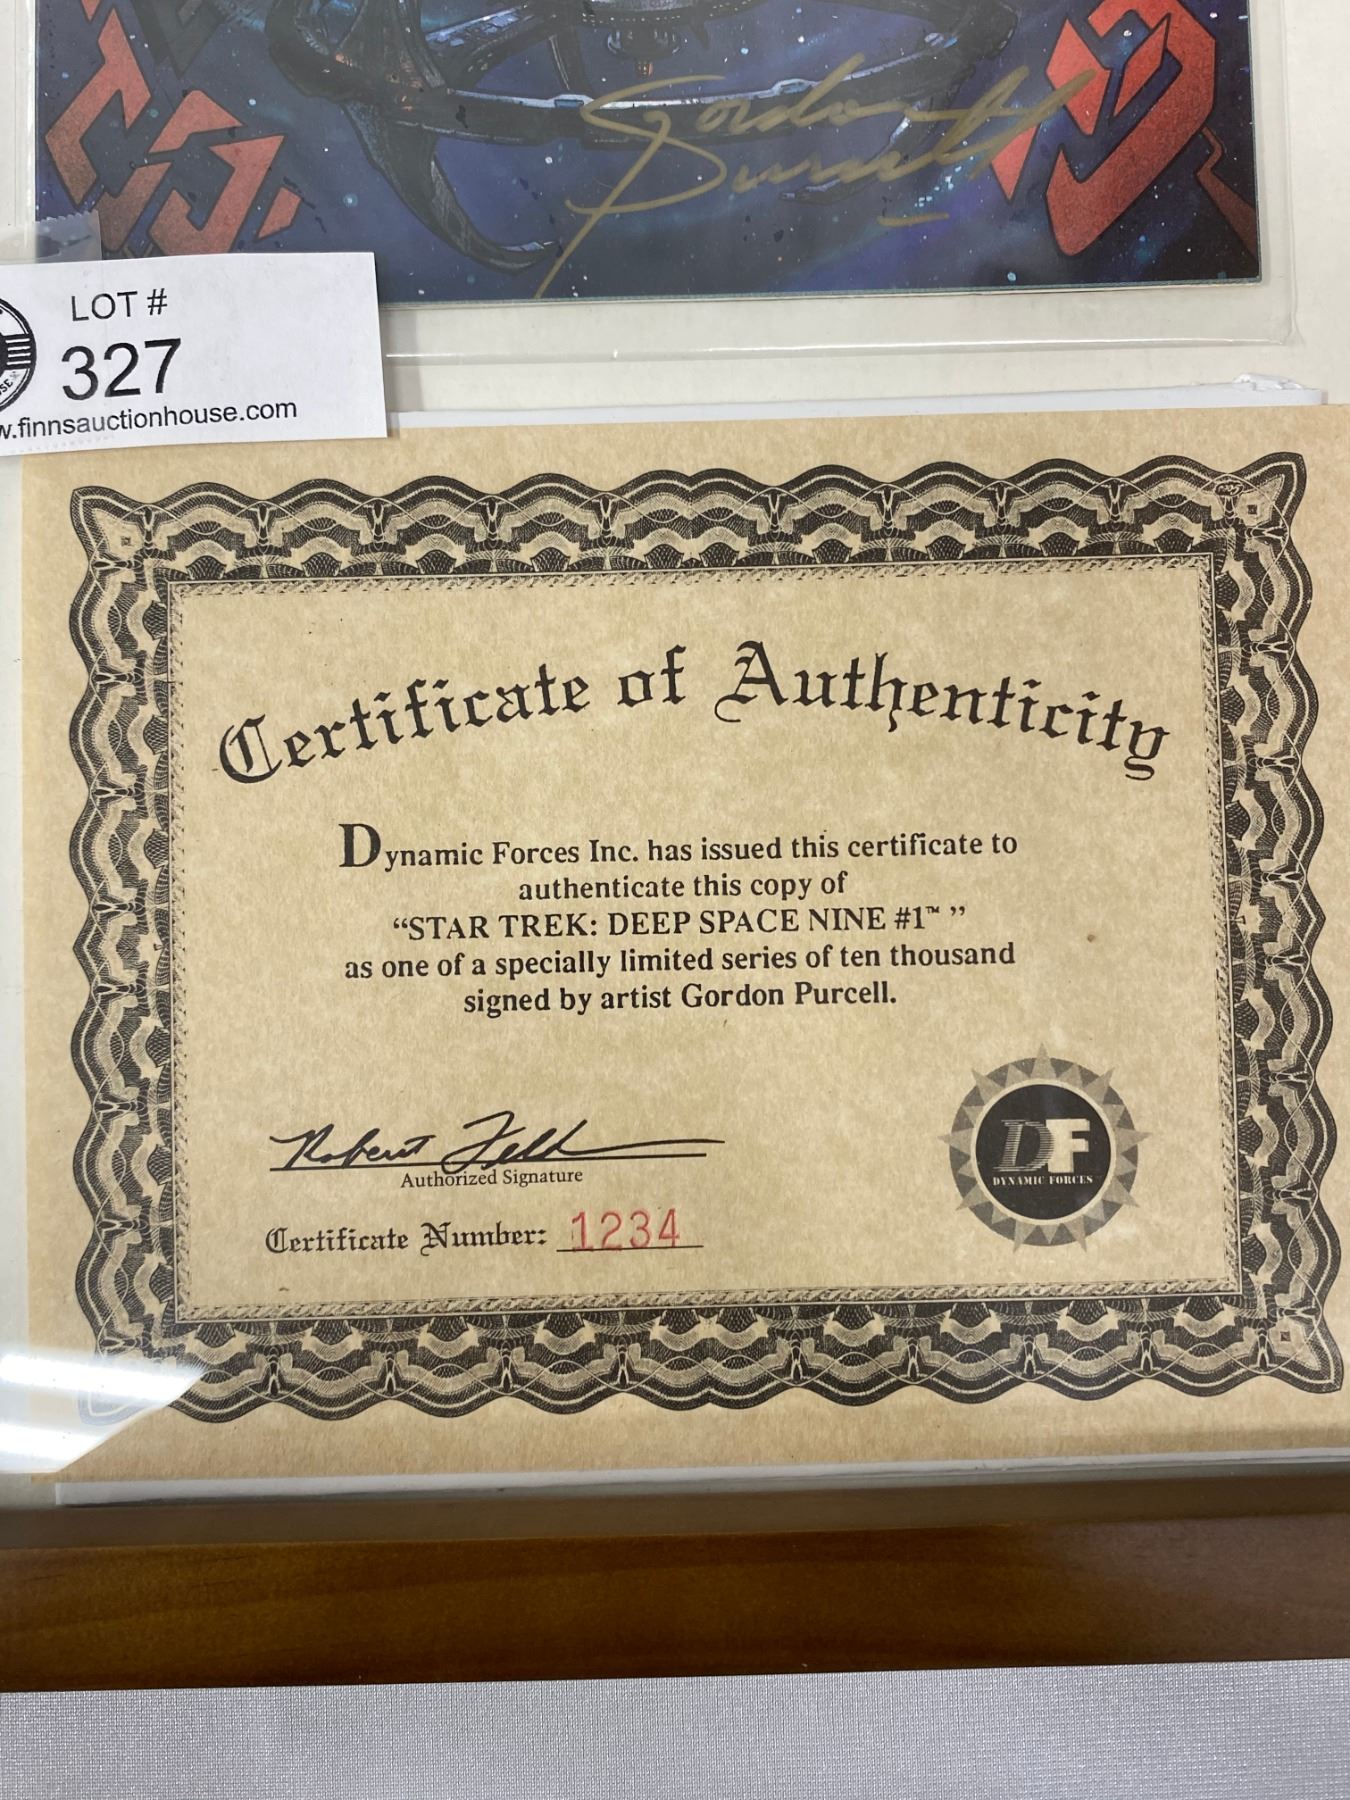 Gordon
Purcell
LOT #
327
w.finnsauctionhouse.com
Certificate of Authenticity
Dynamic Forces Inc. has issued this certificate to
authenticate this copy of
“STAR TREK: DEEP SPACE NINE #1™ ”
as one of a specially limited series of ten thousand
signed by artist Gordon Purcell.
Authorized Signature
DF
DYNAMIC FORCES
Certificate Number: 1234